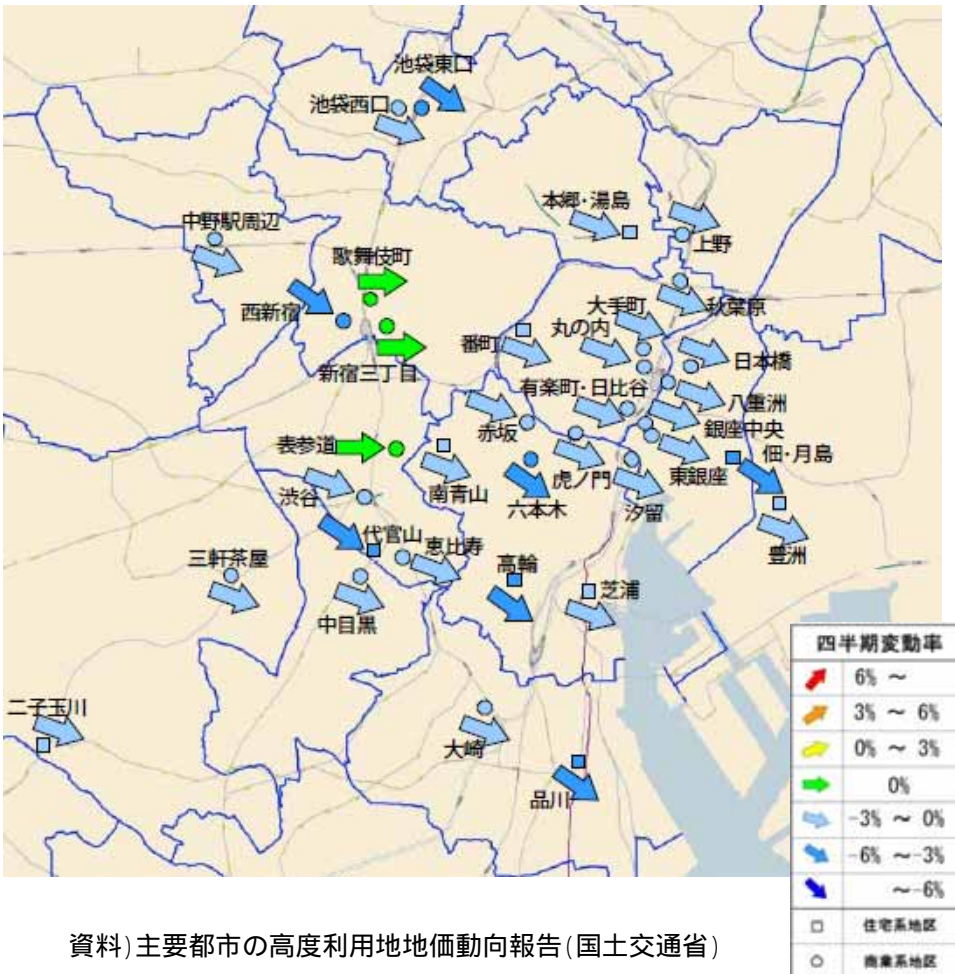 池袋東口
池袋西口
本郷・湯島
上野
中野駅周辺
歌舞伎町
西新宿
大手町
秋葉原
丸の内
番町
日本橋
新宿三丁目
有楽町・日比谷
八重洲
赤坂
銀座中央
表参道
佃・月島
虎ノ門
東銀座
南青山
渋谷
六本木
汐留
代官山
恵比寿
豊洲
三軒茶屋
高輪
芝浦
中目黒
二子玉川
大崎
品川
四半期変動率
6% ～
3% ～ 6%
0% ～ 3%
0%
-3% ～ 0%
-6% ～-3%
～-6%
住宅系地区
商業系地区
資料)主要都市の高度利用地地価動向報告(国土交通省)